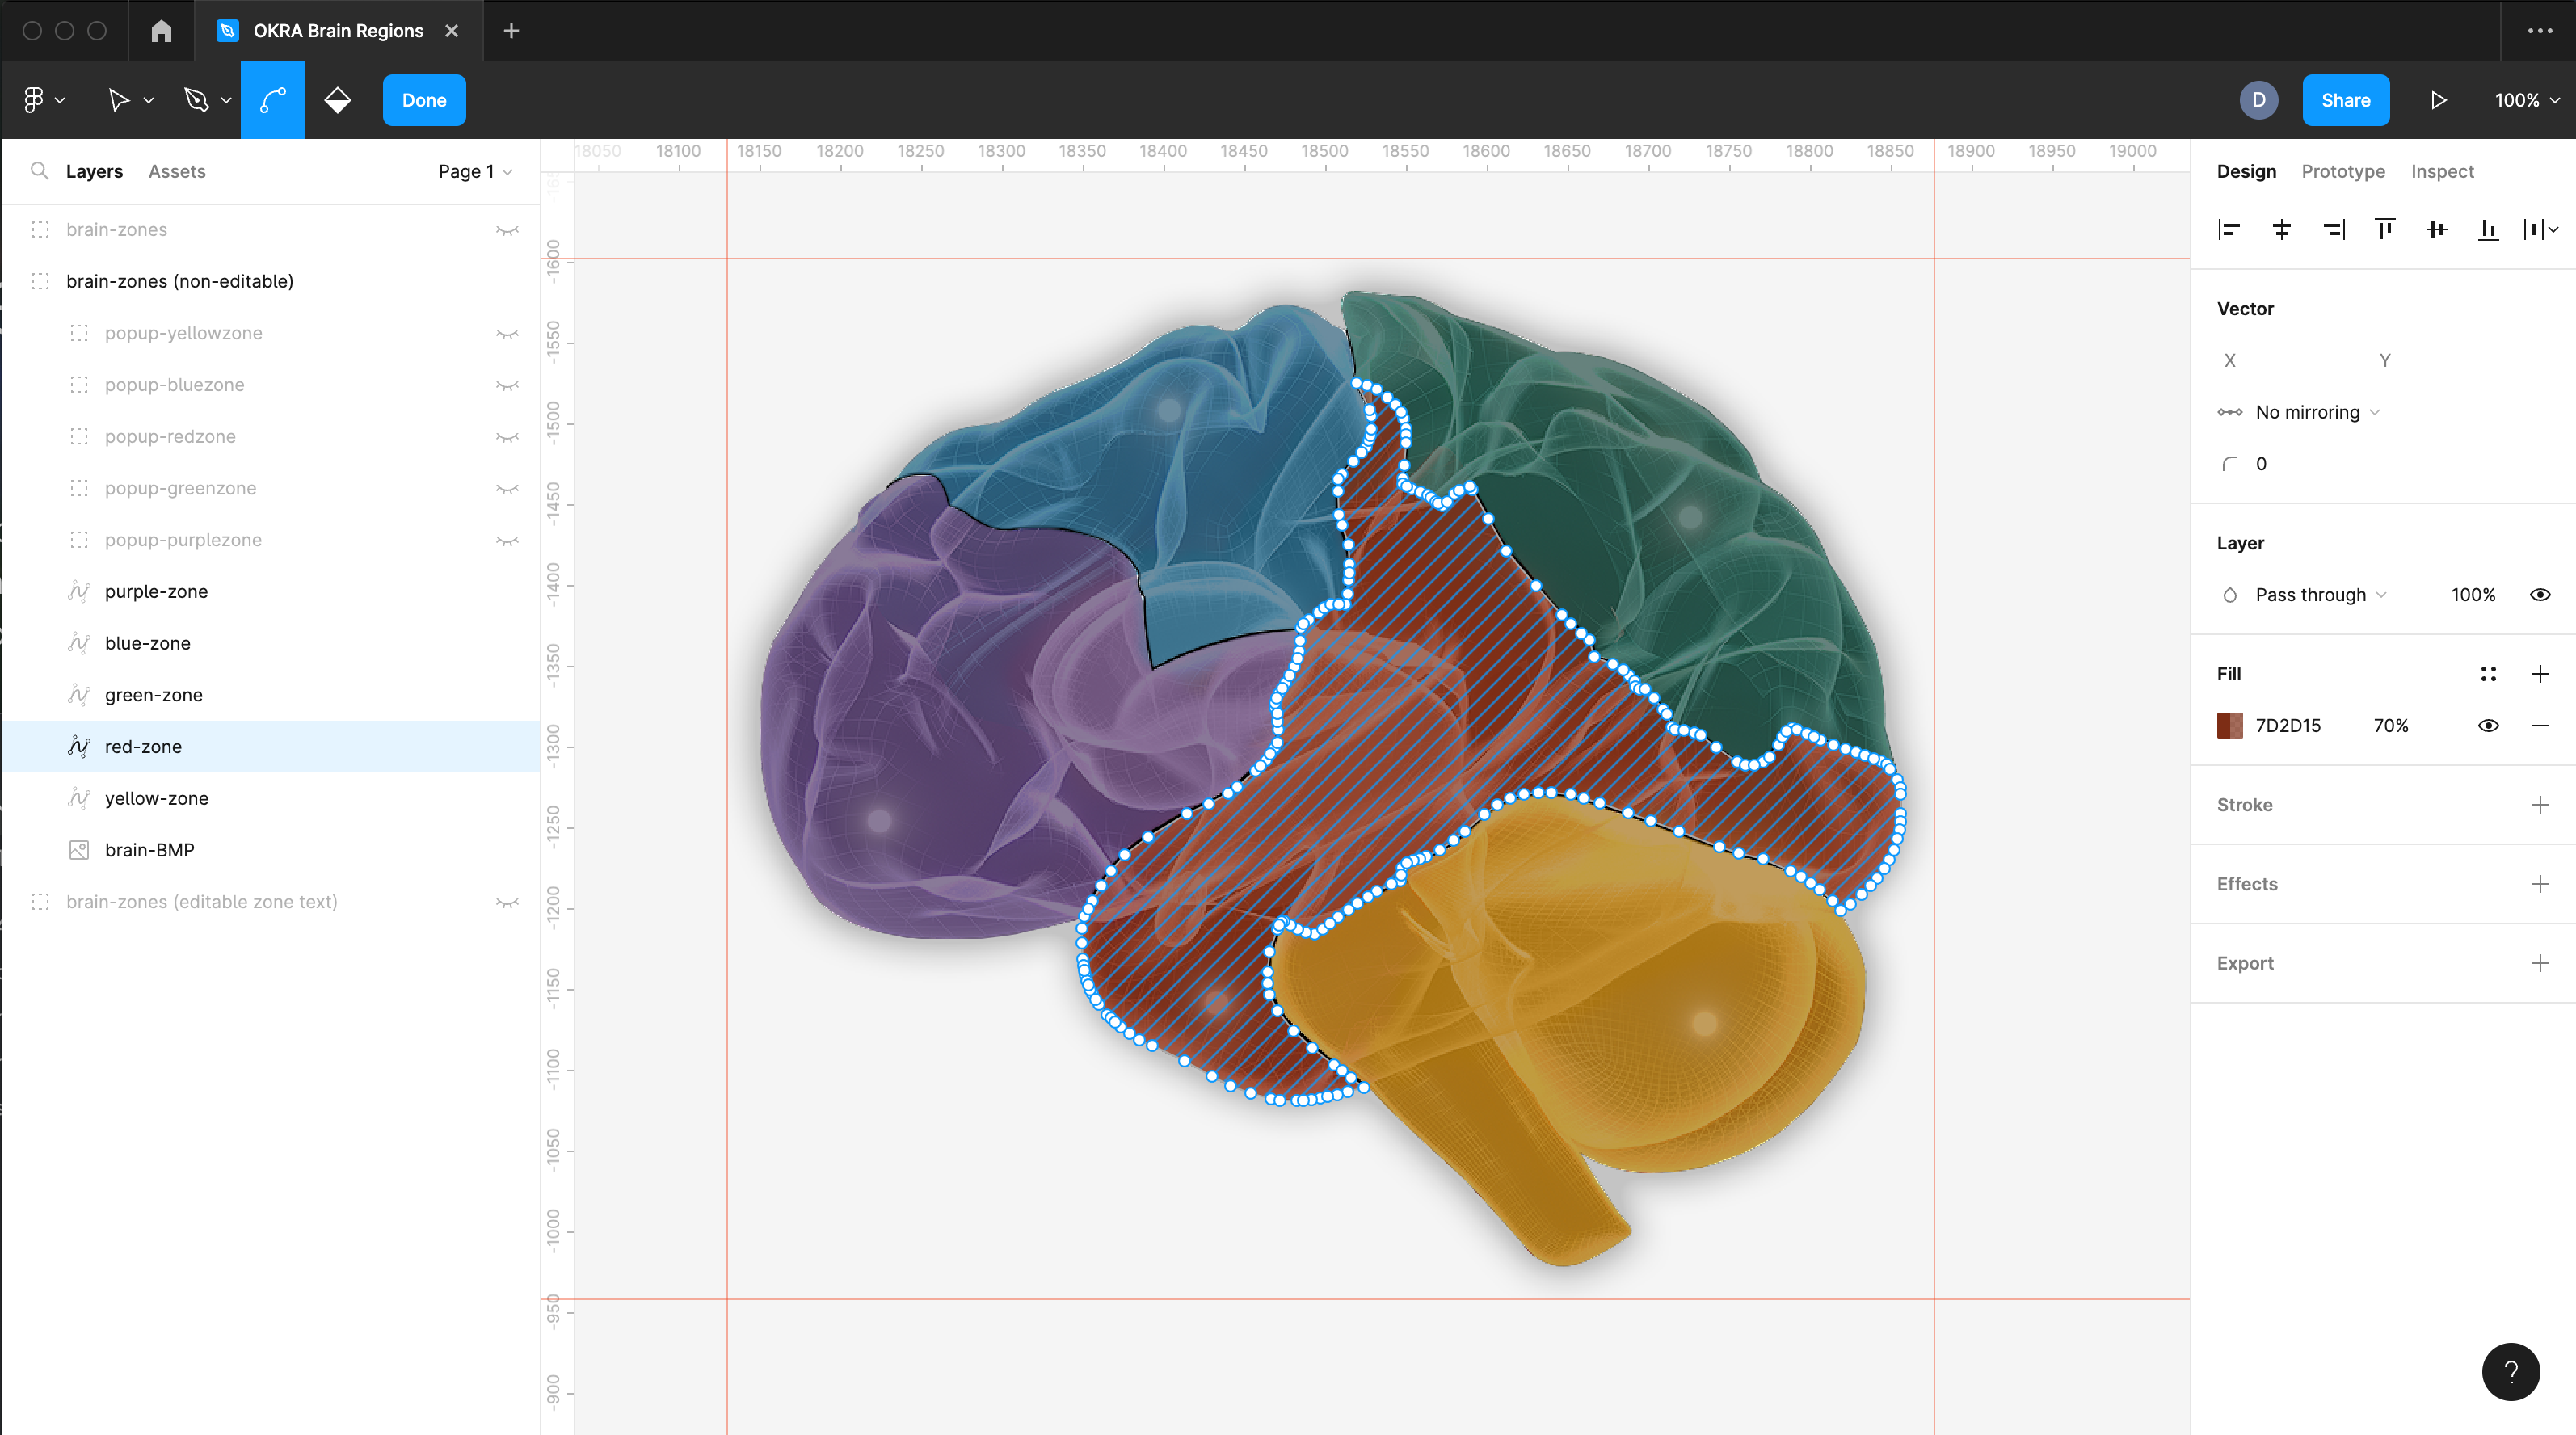 OKRA Brain Regions
Done
D
Share
100%
Layers
Assets
Page 1
brain-zones
brain-zones (non-editable)
popup-yellowzone
popup-bluezone
popup-redzone
popup-greenzone
popup-purplezone
purple-zone
blue-zone
green-zone
red-zone
yellow-zone
brain-BMP
brain-zones (editable zone text)
18050 18100 18150 18200 18250 18300 18350 18400 18450 18500 18550 18600 18650 18700 18750 18800 18850 18900 18950 19000
-1600
-1550
-1500
-1450
-1400
-1350
-1300
-1250
-1200
-1150
-1100
-1050
-1000
-950
-900
Design
Prototype
Inspect
Vector
X
Y
No mirroring
0
Layer
Pass through
100%
Fill
7D2D15
70%
Stroke
Effects
Export
?